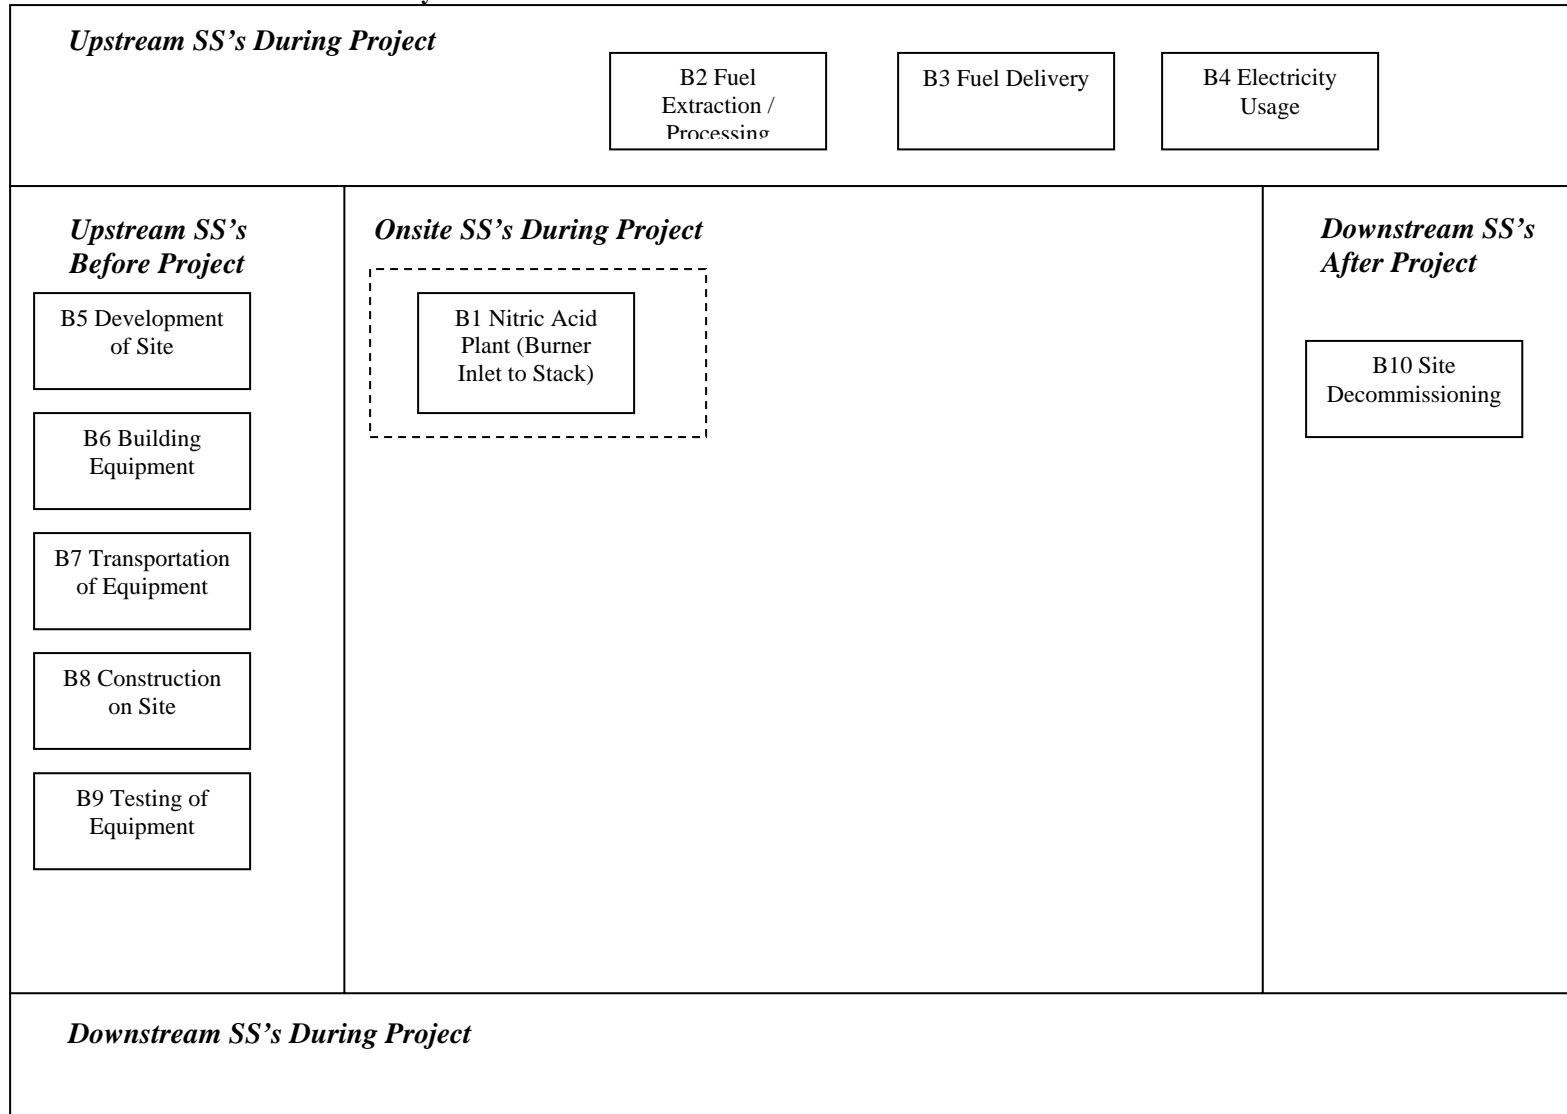 Upstream SS’s During Project
B2 Fuel
Extraction /
Processing
B3 Fuel Delivery
B4 Electricity
Usage
Upstream SS’s
Before Project
B5 Development
of Site
B6 Building
Equipment
B7 Transportation
of Equipment
B8 Construction
on Site
B9 Testing of
Equipment
Onsite SS’s During Project
B1 Nitric Acid
Plant (Burner
Inlet to Stack)
Downstream SS’s
After Project
B10 Site
Decommissioning
Downstream SS’s During Project